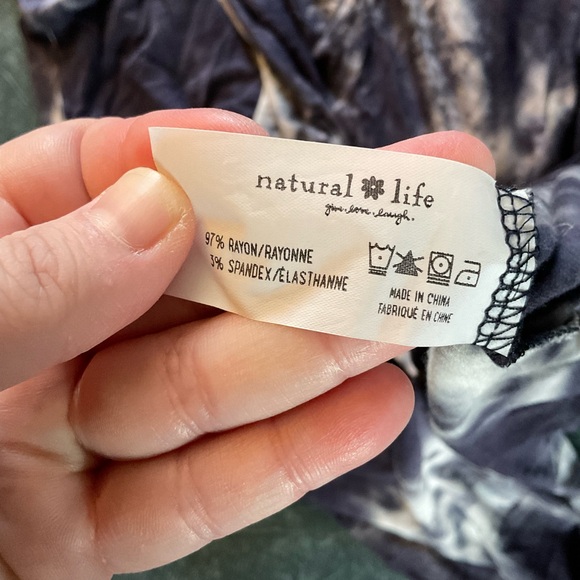 natural life
give.love.laugh.
97% RAYON/RAYONNE
3% SPANDEX/ÉLASTHANNE
MADE IN CHINA
FABRIQUÉ EN CHINE